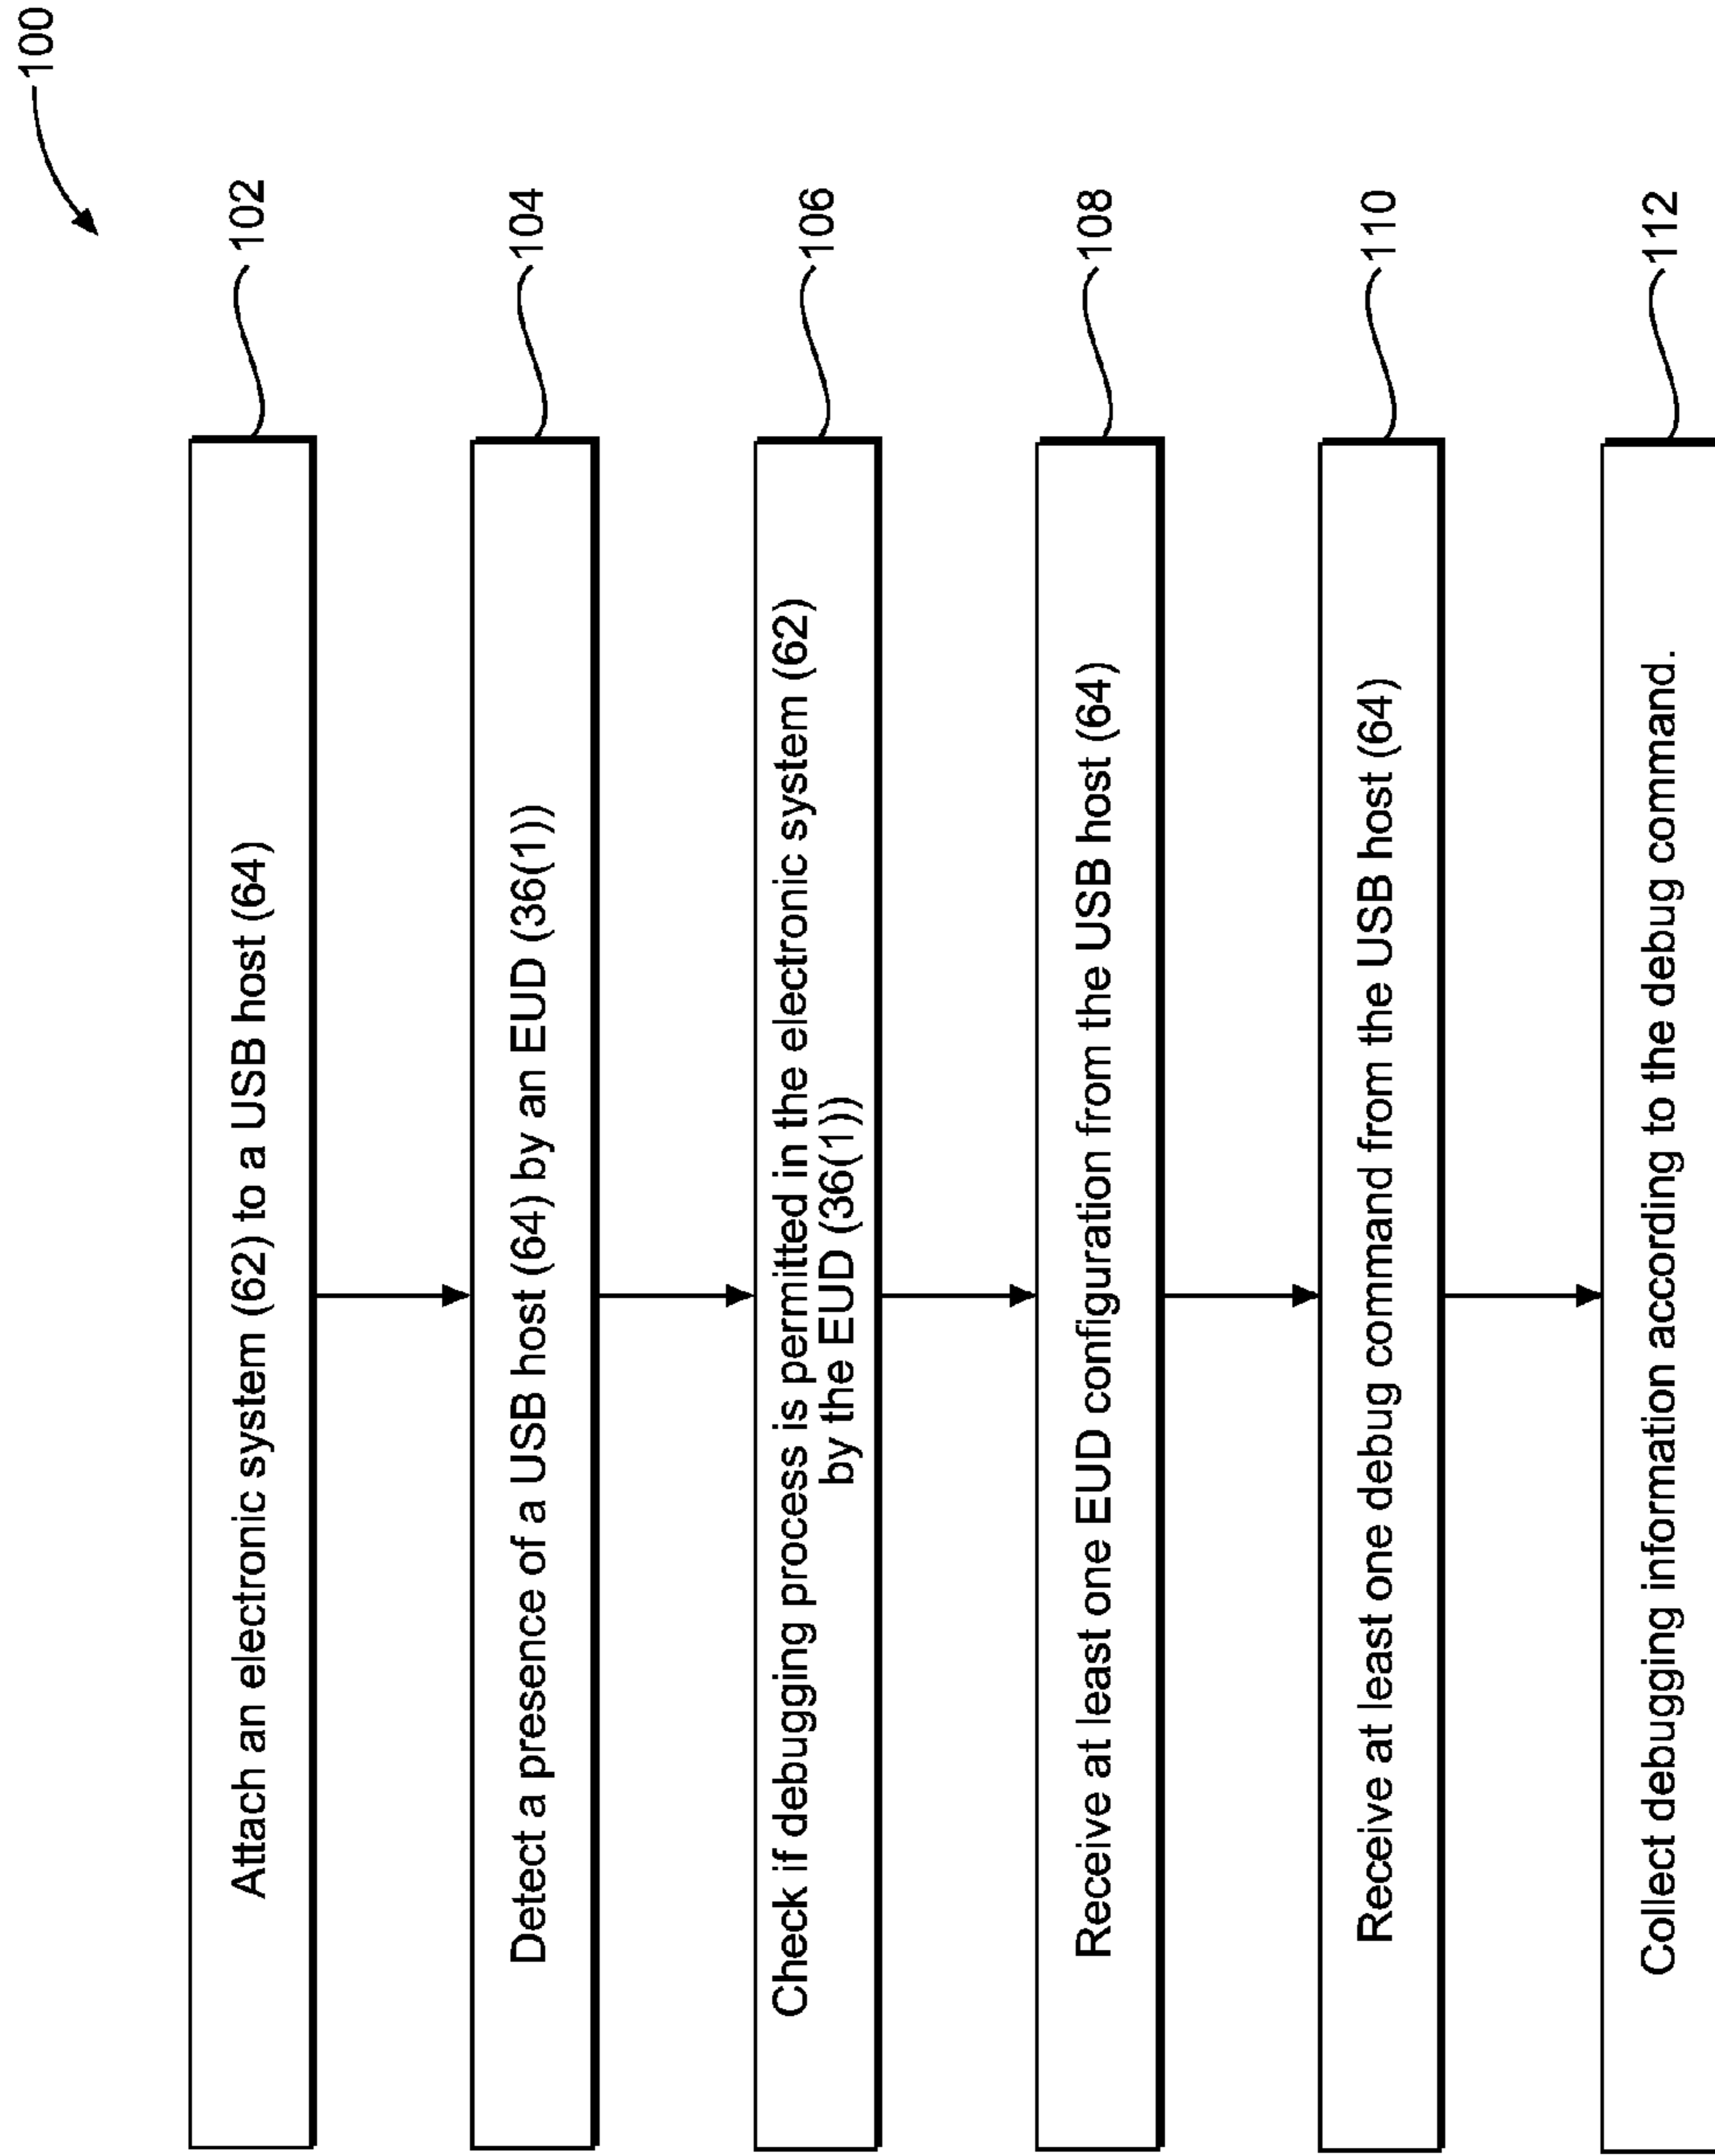 100
Attach an electronic system (62) to a USB host (64)
102
Detect a presence of a USB host (64) by an EUD (36(1)))
104
Check if debugging process is permitted in the electronic system (62)
by the EUD (36(1)))
106
Receive at least one EUD configuration from the USB host (64)
108
Receive at least one debug command from the USB host (64)
110
Collect debugging information according to the debug command.
112